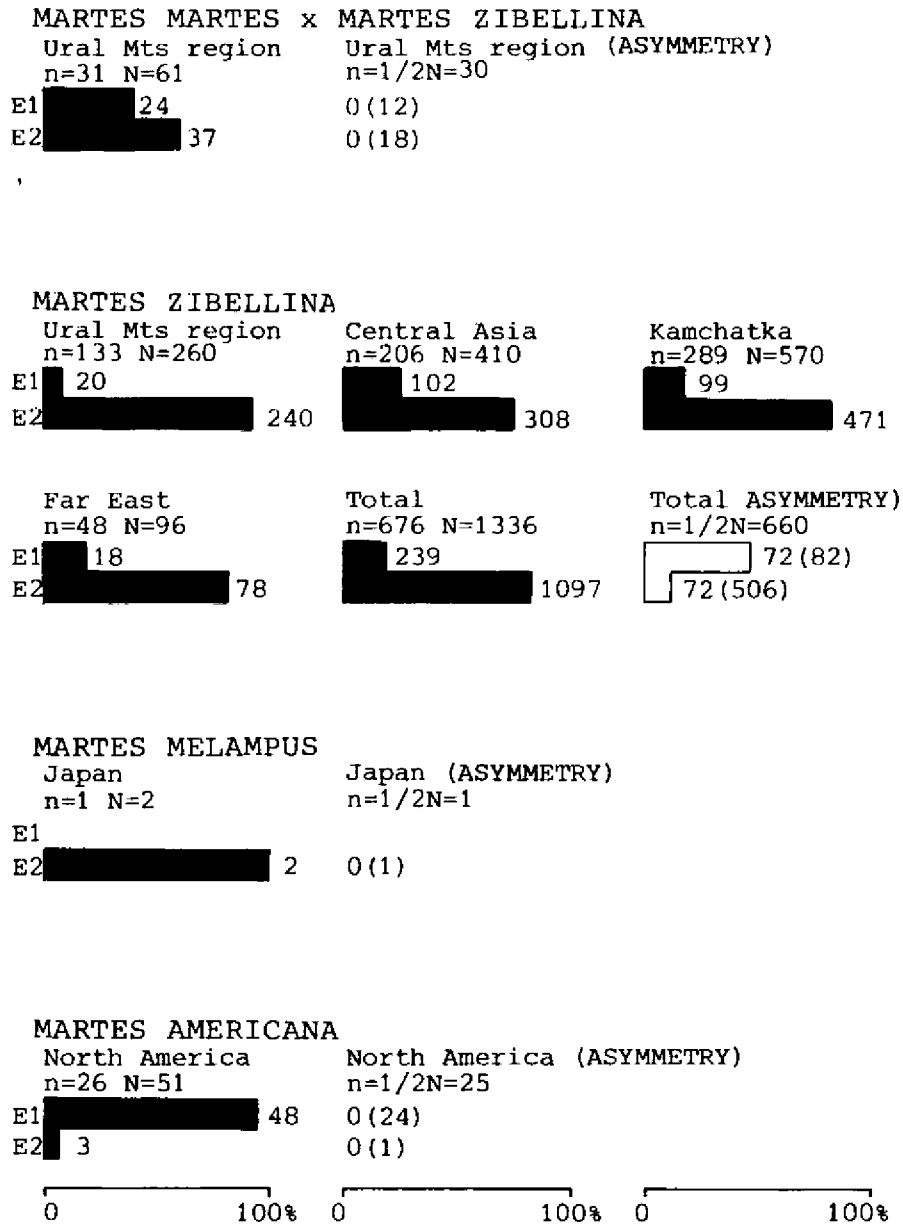 MARTES MARTES x MARTES ZIBELLINA
Ural Mts region Ural Mts region (ASYMMETRY)
n=31 N=61 n=1/2N=30
E1 24 0(12)
E2 37 0(18)
MARTES ZIBELLINA
Ural Mts region Central Asia Kamchatka
n=133 N=260 n=206 N=410 n=289 N=570
E1 20 102 99
E2 240 308 471
Far East Total Total ASYMMETRY)
n=48 N=96 n=676 N=1336 n=1/2N=660
E1 18 239 72(82)
E2 78 1097 72(506)
MARTES MELAMPUS
Japan Japan (ASYMMETRY)
n=1 N=2 n=1/2N=1
E1
E2 2 0(1)
MARTES AMERICANA
North America North America (ASYMMETRY)
n=26 N=51 n=1/2N=25
E1 48 0(24)
E2 3 0(1)
0 100% 0 100% 0 100%